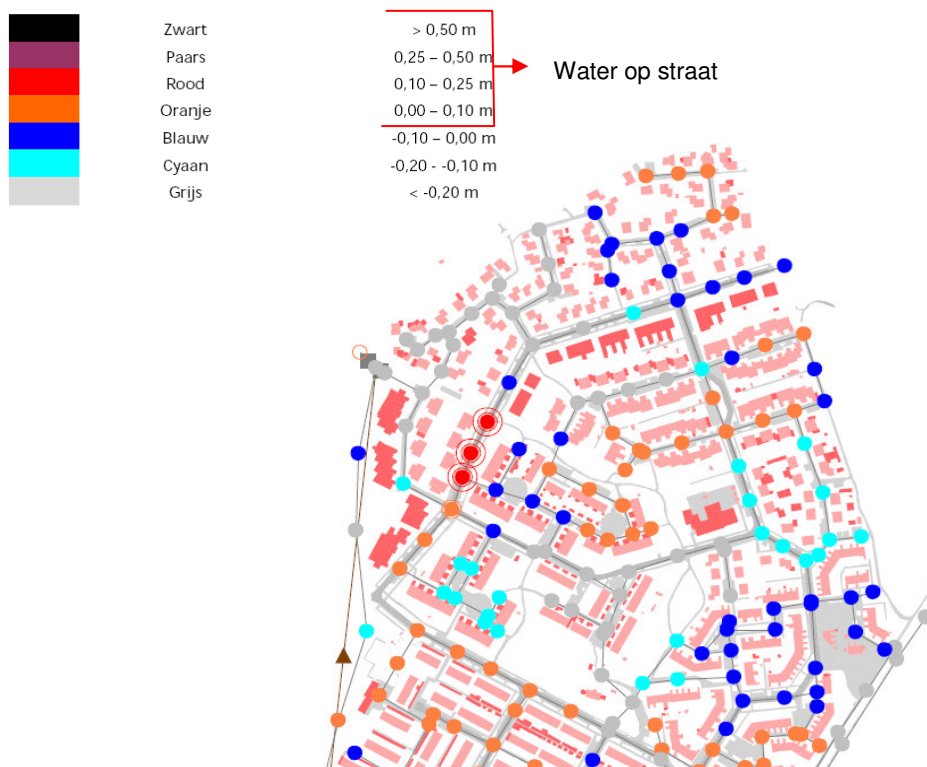 Zwart > 0,50 m
Paars 0,25 – 0,50 m
Rood 0,10 – 0,25 m
Oranje 0,00 – 0,10 m
Blauw -0,10 – 0,00 m
Cyaan -0,20 - -0,10 m
Grijs < -0,20 m
Water op straat